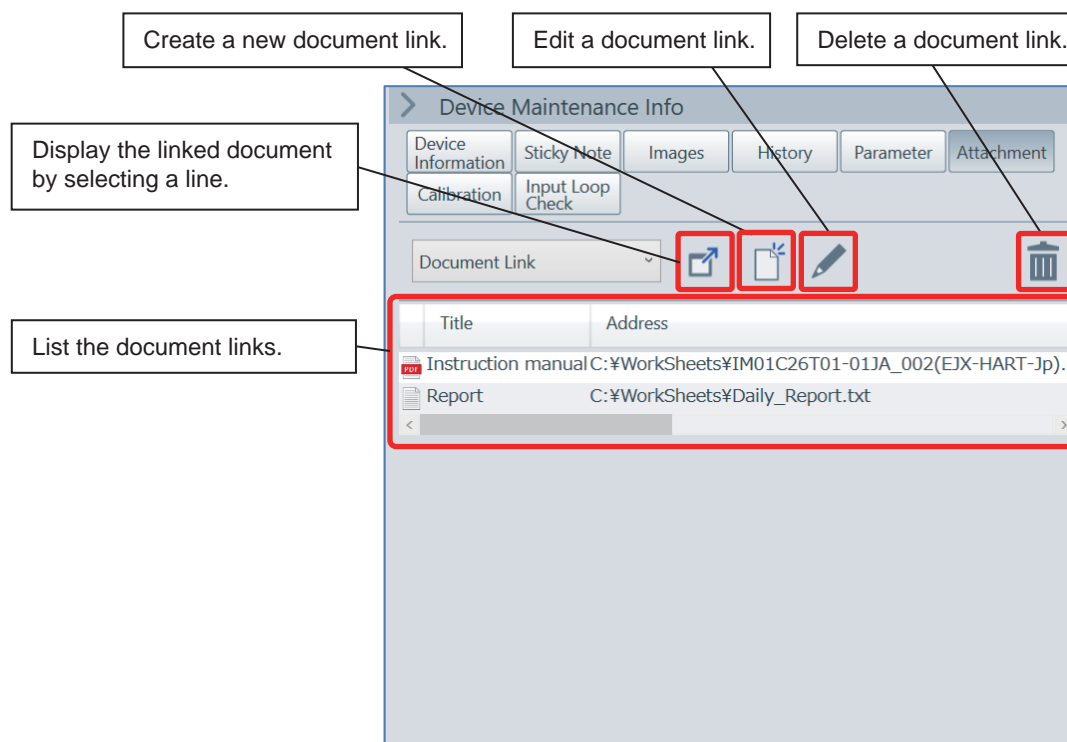 Create a new document link.
Edit a document link.
Delete a document link.
Device Maintenance Info
Display the linked document
by selecting a line.
Device
Information
Sticky Note
Images
History
Parameter
Attachment
Calibration
Input Loop
Check
Document Link
List the document links.
Title Address
PDF
Instruction manual C:¥WorkSheets¥IM01C26T01-01JA_002(EJX-HART-Jp).
Report C:¥WorkSheets¥Daily_Report.txt